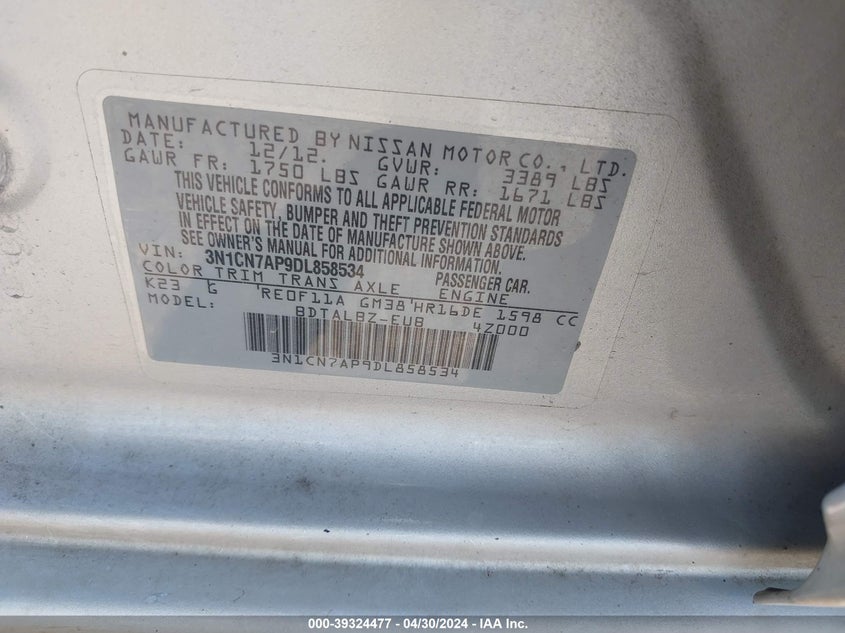 MANUFACTURED BY NISSAN MOTOR CO., LTD.
DATE: 12/12. GVWR: 3389 LBS
GAWR FR: 1750 LBS GAWR RR: 1671 LBS
THIS VEHICLE CONFORMS TO ALL APPLICABLE FEDERAL MOTOR
VEHICLE SAFETY, BUMPER AND THEFT PREVENTION STANDARDS
IN EFFECT ON THE DATE OF MANUFACTURE SHOWN ABOVE.
SEE OWNER'S MANUAL FOR ADDITIONAL INFORMATION.
VIN: 3N1CN7AP9DL858534 PASSENGER CAR.
COLOR TRIM TRANS AXLE ENGINE
K23 G RE0F11A GM38 HR16DE 1598 CC
MODEL: BDTALBZ-EUB 4Z000
3N1CN7AP9DL858534
000-39324477 - 04/30/2024 - IAA Inc.